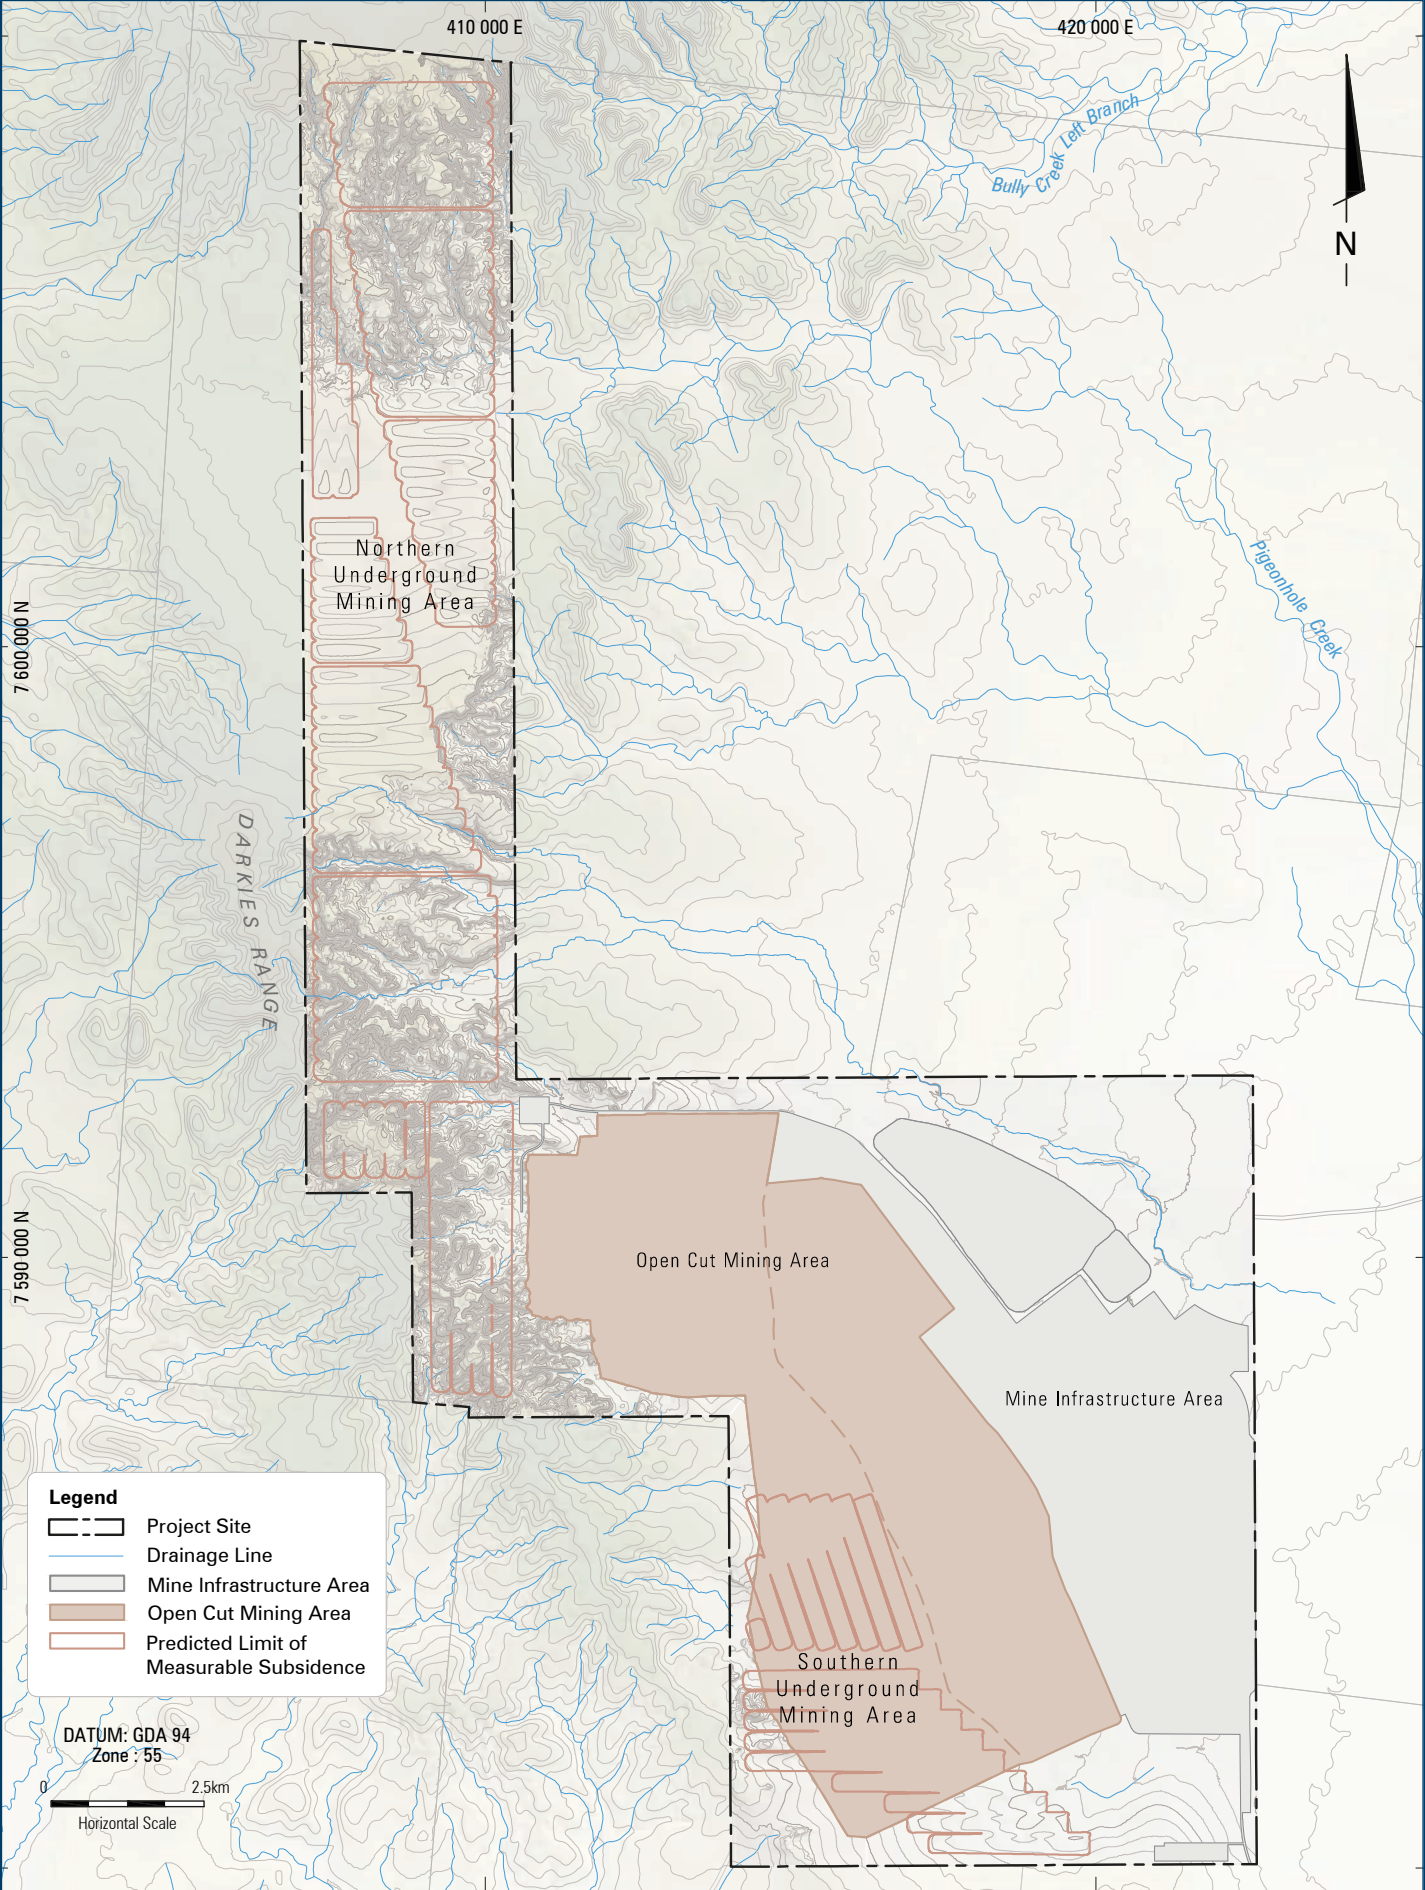 410 000 E
420 000 E
Bully Creek Left Branch
N
Pigeonhole Creek
Northern
Underground
Mining Area
7 600 000 N
DARKIES RANGE
7 590 000 N
Open Cut Mining Area
Mine Infrastructure Area
Southern
Underground
Mining Area
Legend
Project Site
Drainage Line
Mine Infrastructure Area
Open Cut Mining Area
Predicted Limit of
Measurable Subsidence
DATUM: GDA 94
Zone : 55
0 2.5km
Horizontal Scale